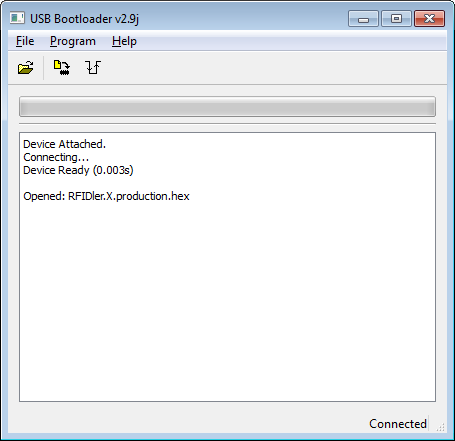 USB Bootloader v2.9j
File Program Help
Device Attached.
Connecting...
Device Ready (0.003s)
Opened: RFIDler.X.production.hex
Connected